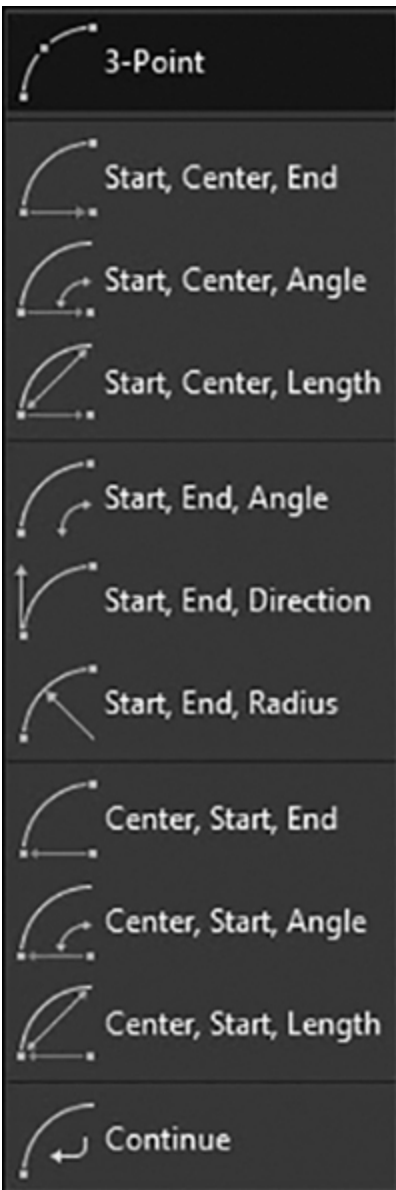 3-Point
Start, Center, End
Start, Center, Angle
Start, Center, Length
Start, End, Angle
Start, End, Direction
Start, End, Radius
Center, Start, End
Center, Start, Angle
Center, Start, Length
Continue